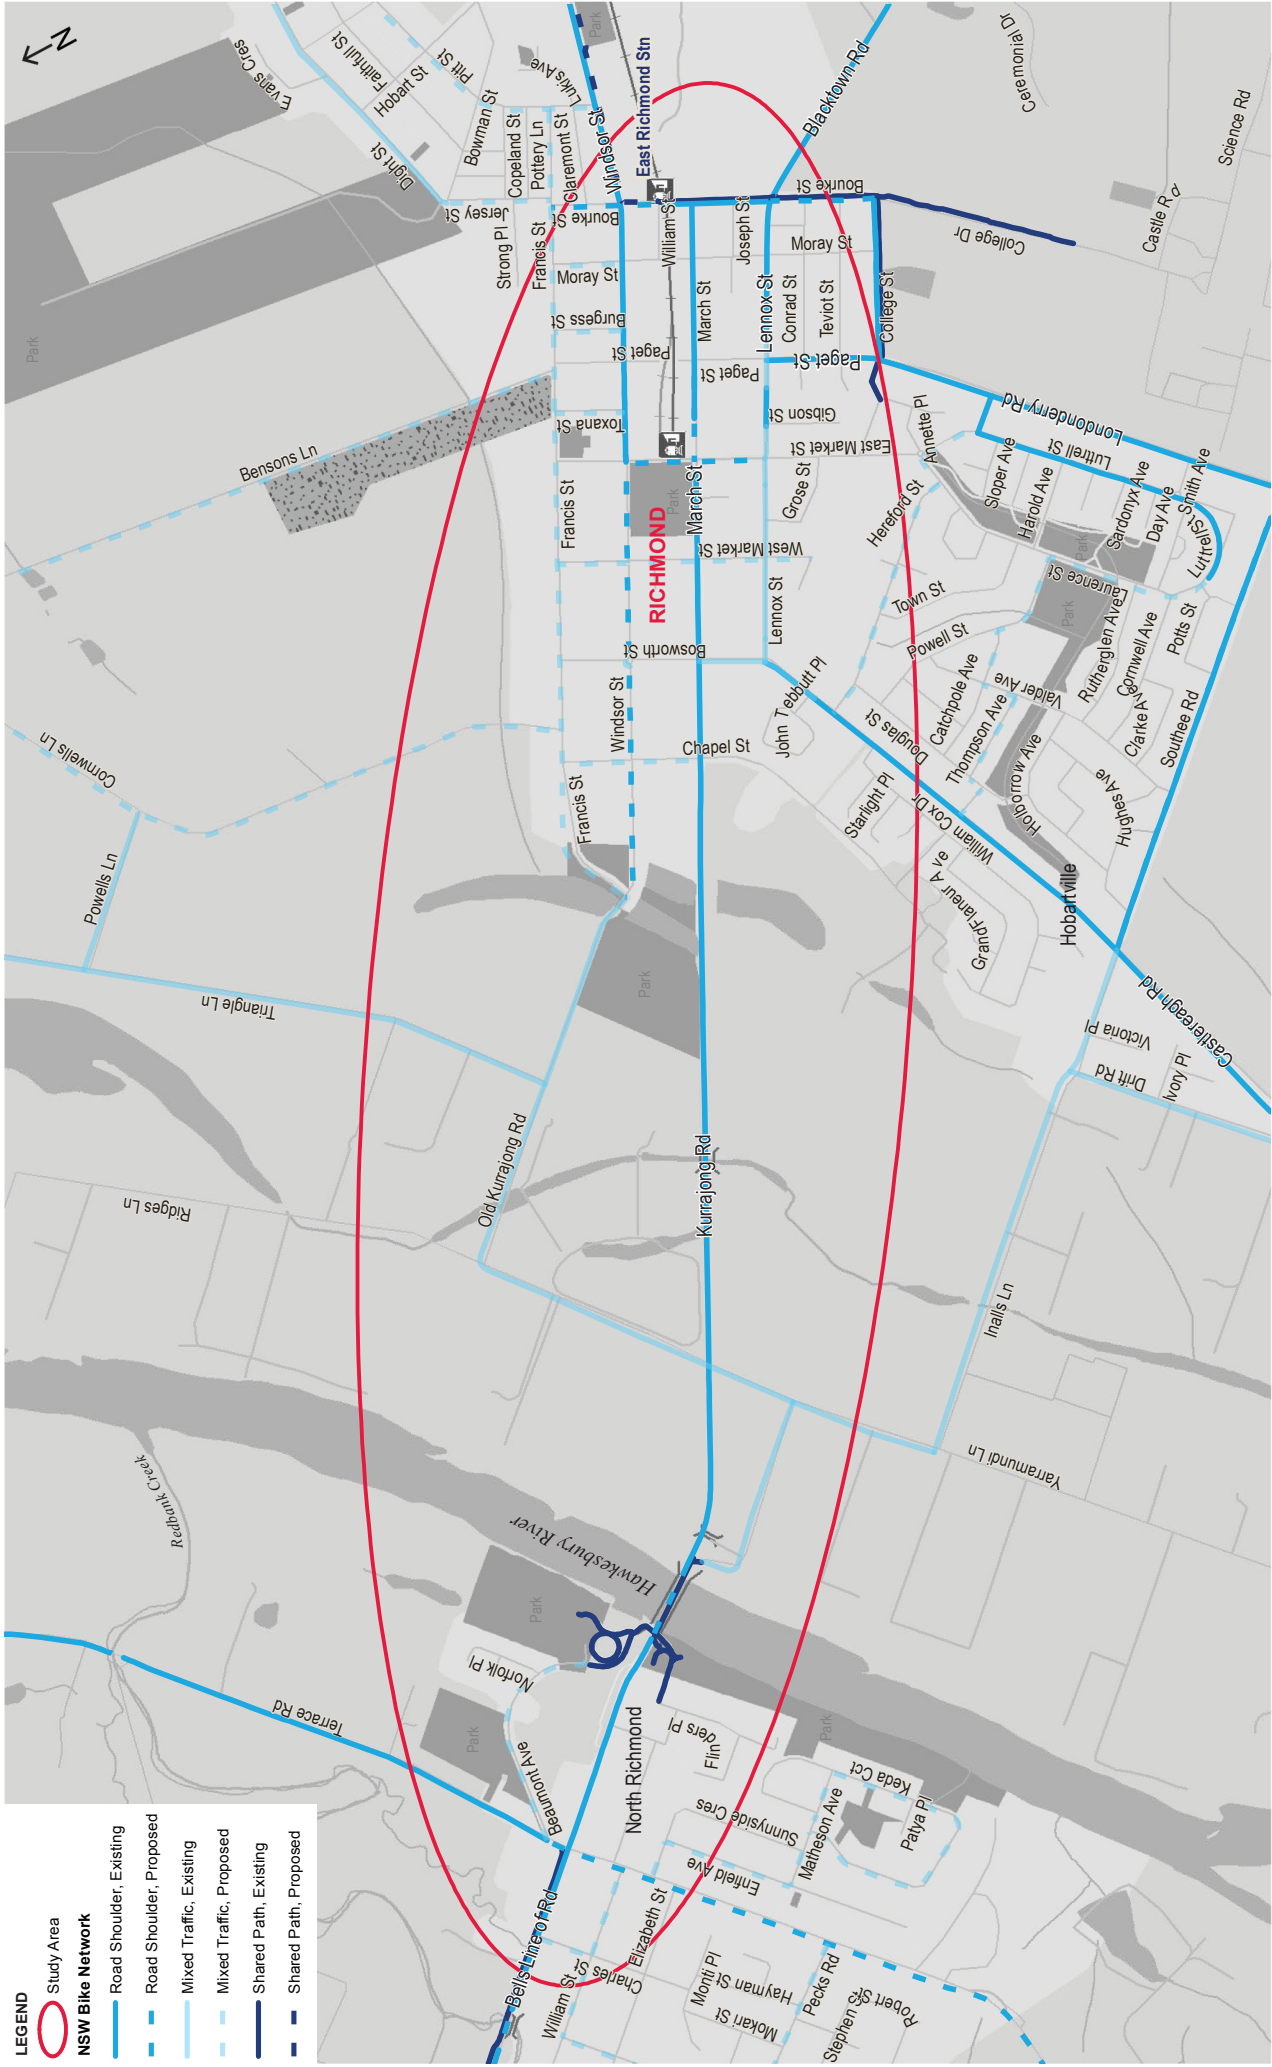 LEGEND
Study Area
NSW Bike Network
Road Shoulder, Existing
Road Shoulder, Proposed
Mixed Traffic, Existing
Mixed Traffic, Proposed
Shared Path, Existing
Shared Path, Proposed
N
Evans Cres
Faithfull St
Hobart St
Pitt St
Lukis Ave
Park
East Richmond Stn
Blacktown Rd
Ceremonial Dr
Science Rd
Castle Rd
Bowman St
Copeland St
Pottery Ln
Claremont St
Windsor St
Dight St
Jersey St
Strong Pl
Francis St
Bourke St
William St
Joseph St
Bourke St
Moray St
College Dr
Moray St
Burgess St
Paget St
March St
Lennox St
Conrad St
Teviot St
College St
Park
Paget St
Paget St
Toxana St
Gibson St
East Market St
Annette Pl
Londonderry Rd
Luttrell St
Bensons Ln
Francis St
Park
March St
Grose St
Hereford St
Sloper Ave
Harold Ave
Sardonyx Ave
Day Ave
Smith Ave
Luttrell St
RICHMOND
West Market St
Lennox St
Town St
Park
Laurence St
Park
Powell St
Bosworth St
Rutherglen Ave
Cornwell Ave
Potts St
Windsor St
John Tebbutt Pl
Catchpole Ave
Valder Ave
Clarke Ave
Southee Rd
Cornwells Ln
Chapel St
Douglas St
Thompson Ave
Francis St
Starlight Pl
William Cox Dr
Holborrow Ave
Hughes Ave
Powells Ln
Grand Flaneur Ave
Hobartville
Triangle Ln
Park
Victoria Pl
Castlereagh Rd
Drift Rd
Ivory Pl
Ridges Ln
Old Kurrajong Rd
Kurrajong Rd
Inalls Ln
Yarramundi Ln
Redbank Creek
Hawkesbury River
Park
Norfolk Pl
Terrace Rd
Park
Beaumont Ave
North Richmond
Flinders Pl
Park
Keda Cct
Sunnyside Cres
Matheson Ave
Patya Pl
Enfield Ave
Bells Line of Rd
Elizabeth St
Charles St
William St
Monti Pl
Hayman St
Mokari St
Pecks Rd
Stephen St
Robert St